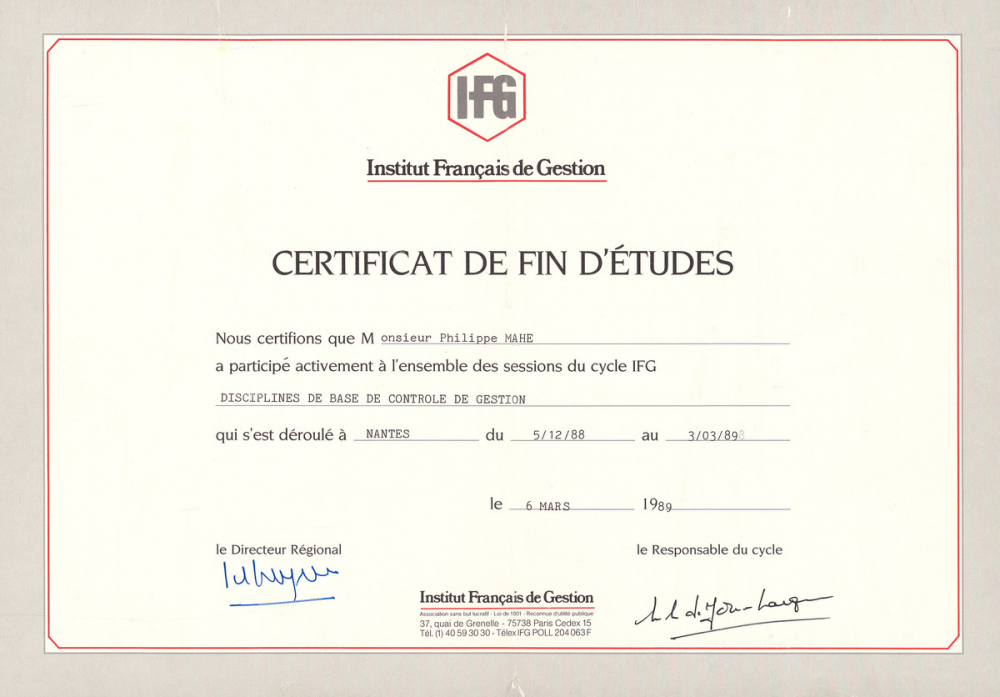 IFG
Institut Français de Gestion
CERTIFICAT DE FIN D'ÉTUDES
Nous certifions que M onsieur Philippe MAHE
a participé activement à l'ensemble des sessions du cycle IFG
DISCIPLINES DE BASE DE CONTROLE DE GESTION
qui s'est déroulé à NANTES du 5/12/88 au 3/03/89
le 6 MARS 1989
le Directeur Régional
le Responsable du cycle
Institut Français de Gestion
Association sans but lucratif - Loi de 1901 - Reconnue d'utilité publique
37, quai de Grenelle - 75738 Paris Cedex 15
Tél. (1) 40 59 30 30 - Télex IFG POLL 204 063 F